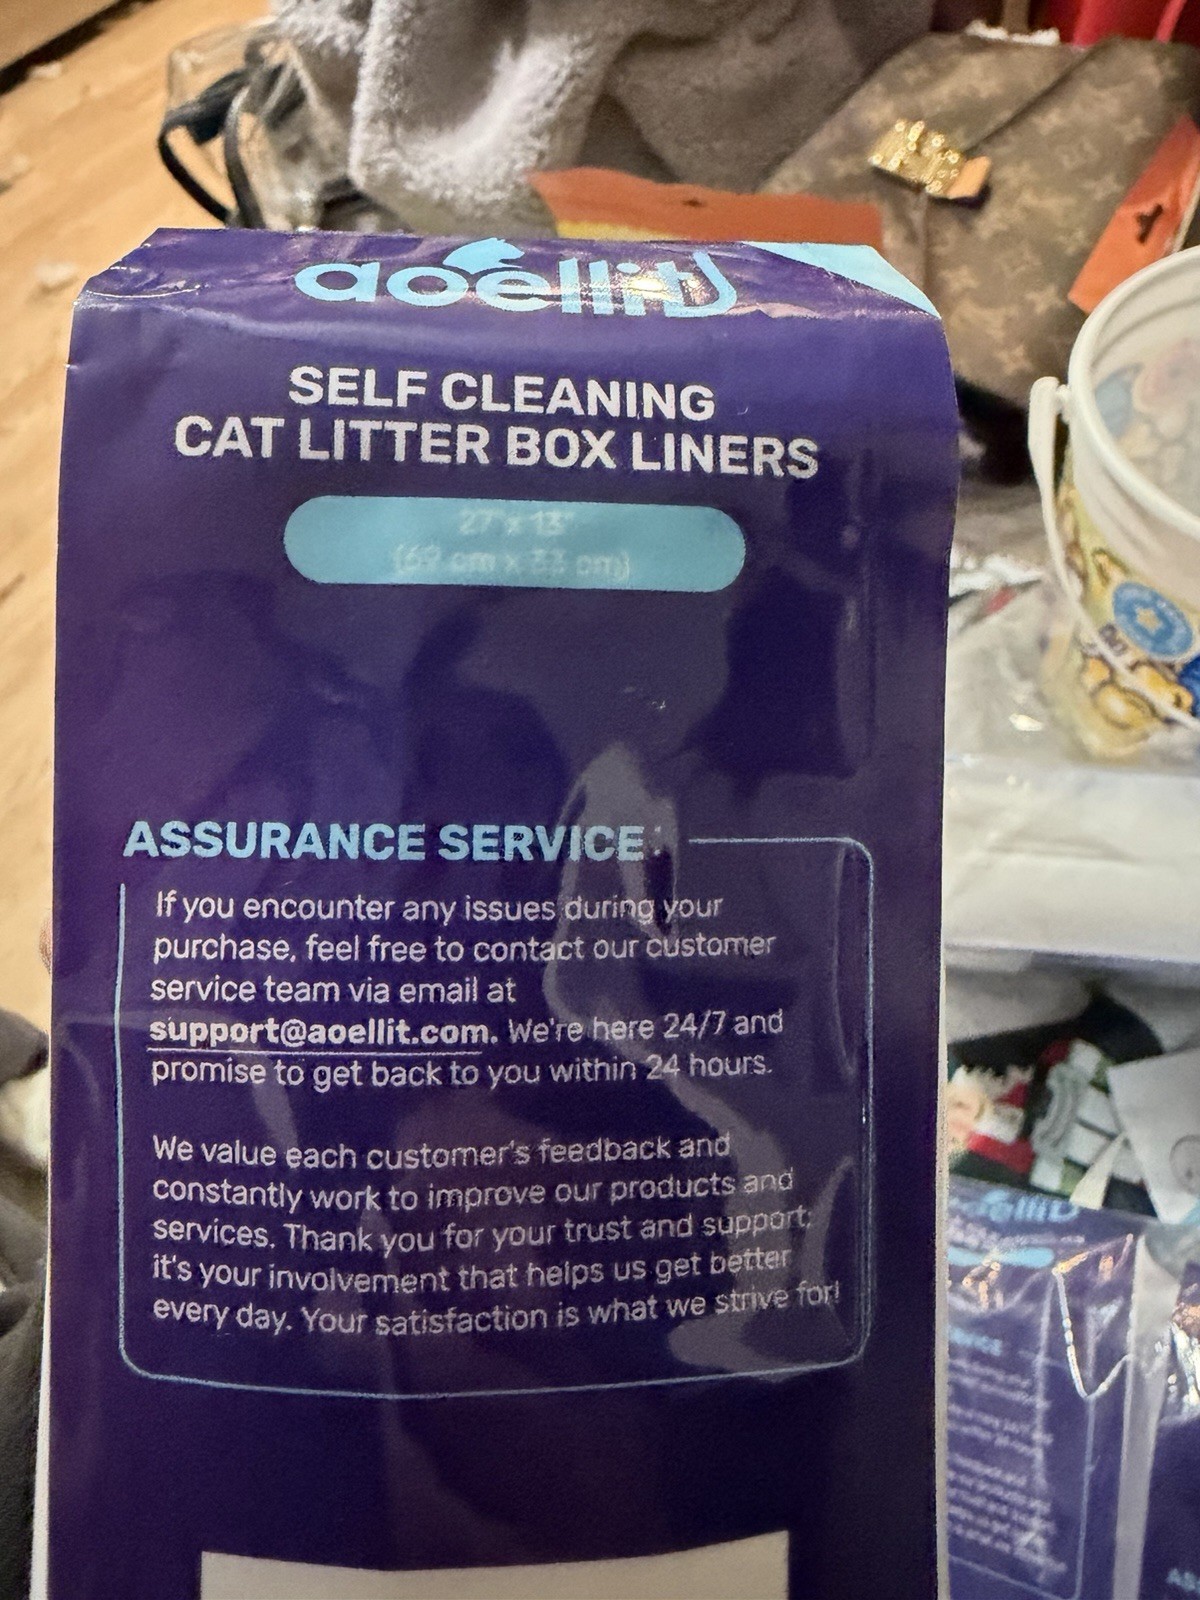 aoellit
SELF CLEANING
CAT LITTER BOX LINERS
27" x 13"
(69 cm x 33 cm)
ASSURANCE SERVICE:
If you encounter any issues during your
purchase, feel free to contact our customer
service team via email at
support@aoellit.com. We're here 24/7 and
promise to get back to you within 24 hours.
We value each customer's feedback and
constantly work to improve our products and
services. Thank you for your trust and support;
it's your involvement that helps us get better
every day. Your satisfaction is what we strive for!